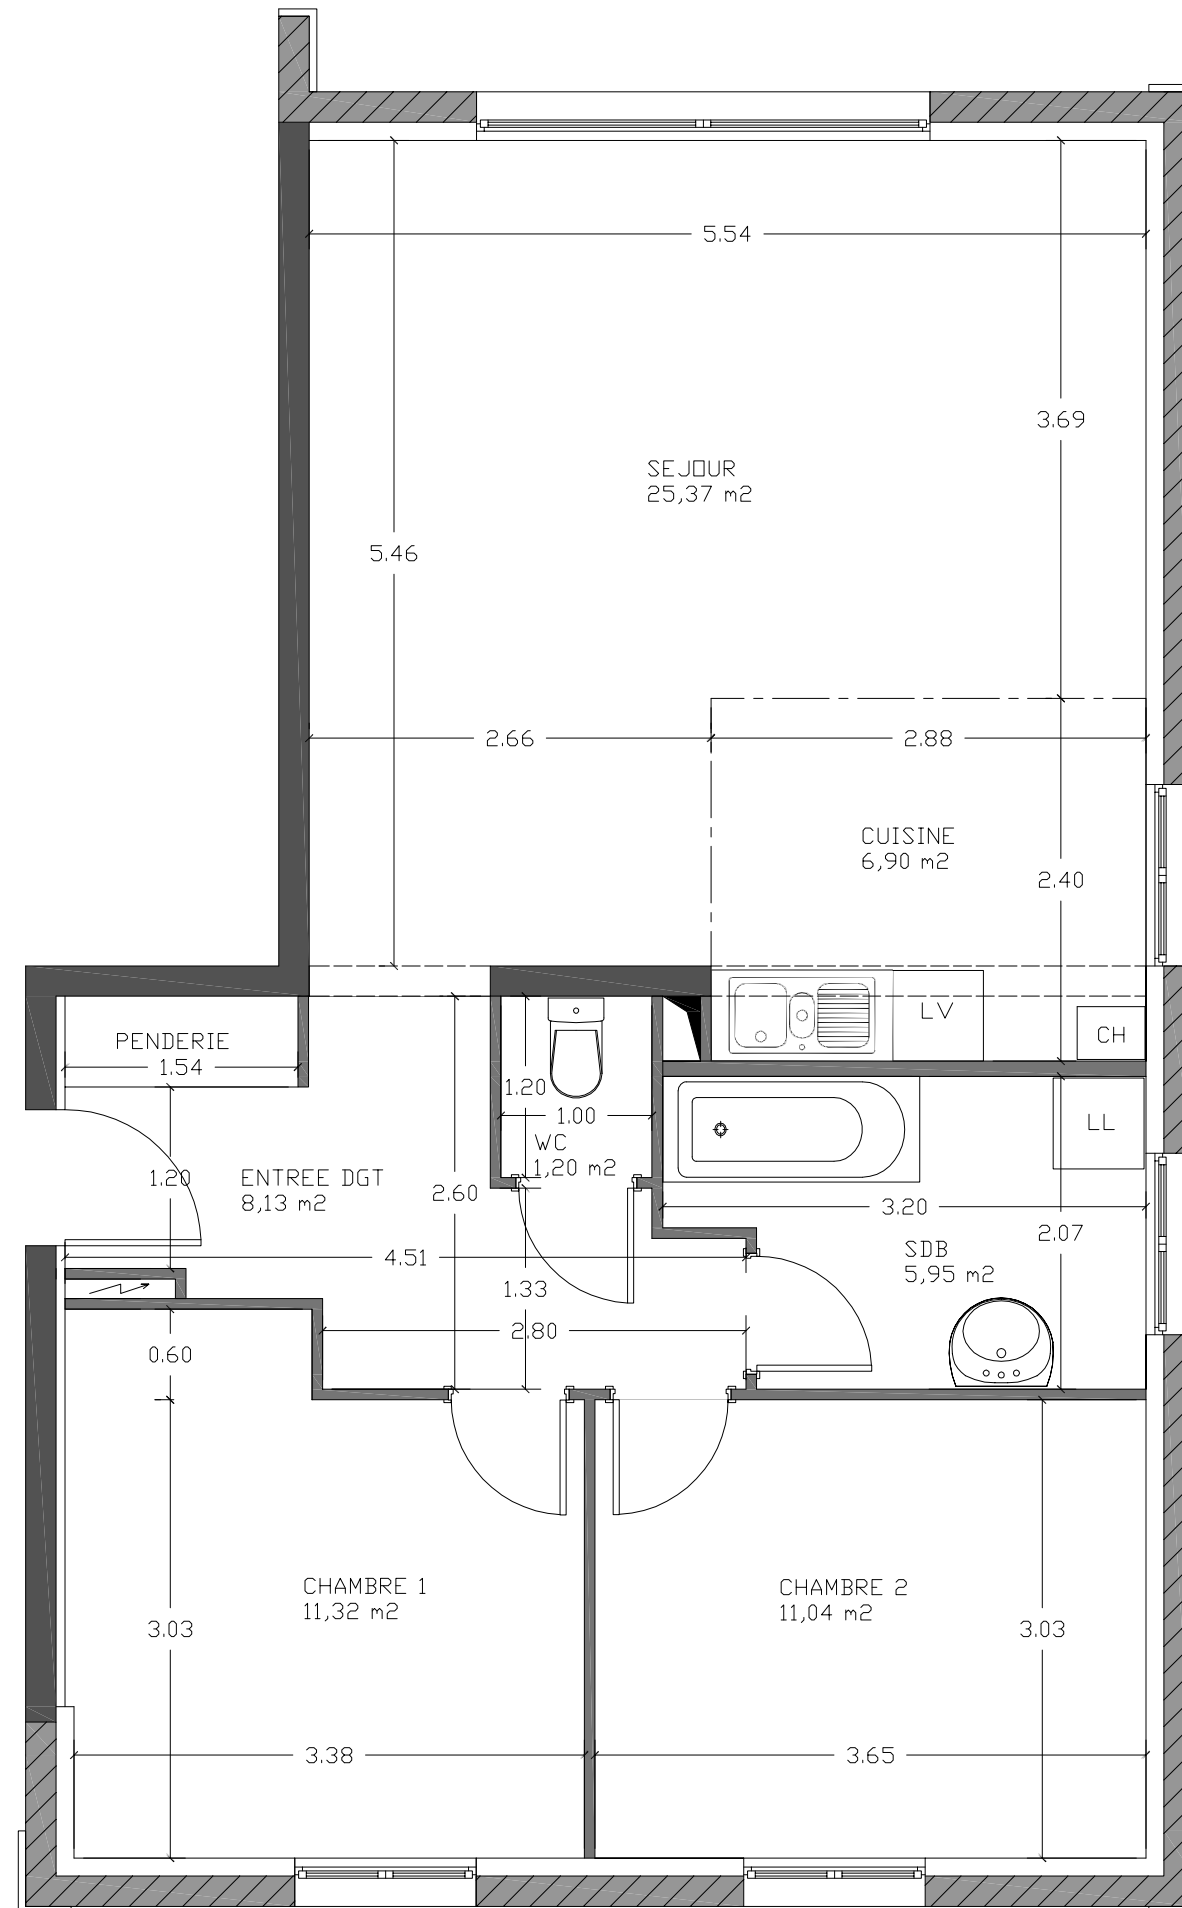 5.54
3.69
SEJOUR
25,37 m2
5.46
2.66
2.88
CUISINE
6,90 m2
2.40
LV
CH
PENDERIE
1.54
1.20
1.00
WC
1,20 m2
LL
1.20
ENTREE DGT
8,13 m2
2.60
3.20
2.07
SDB
5,95 m2
4.51
1.33
2.80
0.60
CHAMBRE 1
11,32 m2
CHAMBRE 2
11,04 m2
3.03
3.03
3.38
3.65